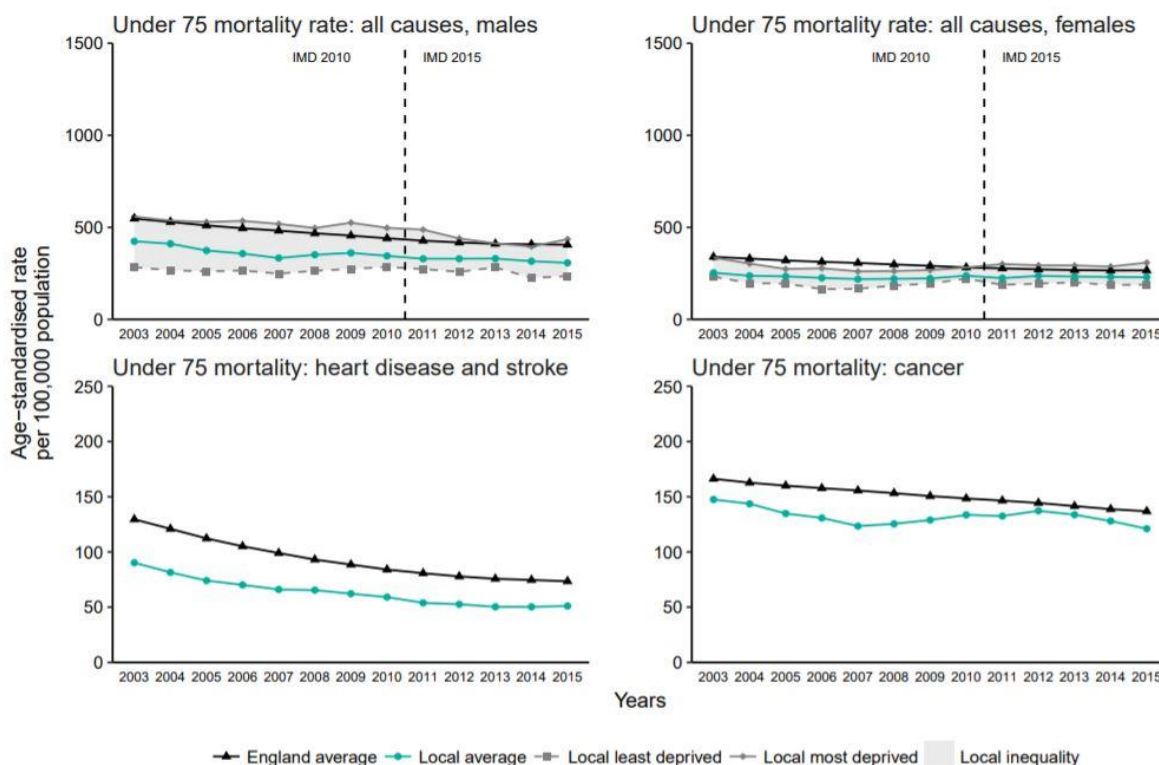 Under 75 mortality rate: all causes, males
1500
1000
500
0
IMD 2010
IMD 2015
2003 2004 2005 2006 2007 2008 2009 2010 2011 2012 2013 2014 2015
Under 75 mortality rate: all causes, females
1500
1000
500
0
IMD 2010
IMD 2015
2003 2004 2005 2006 2007 2008 2009 2010 2011 2012 2013 2014 2015
Age−standardised rate
per 100,000 population
Under 75 mortality: heart disease and stroke
250
200
150
100
50
0
2003 2004 2005 2006 2007 2008 2009 2010 2011 2012 2013 2014 2015
Under 75 mortality: cancer
250
200
150
100
50
0
2003 2004 2005 2006 2007 2008 2009 2010 2011 2012 2013 2014 2015
Years
England average Local average Local least deprived Local most deprived Local inequality